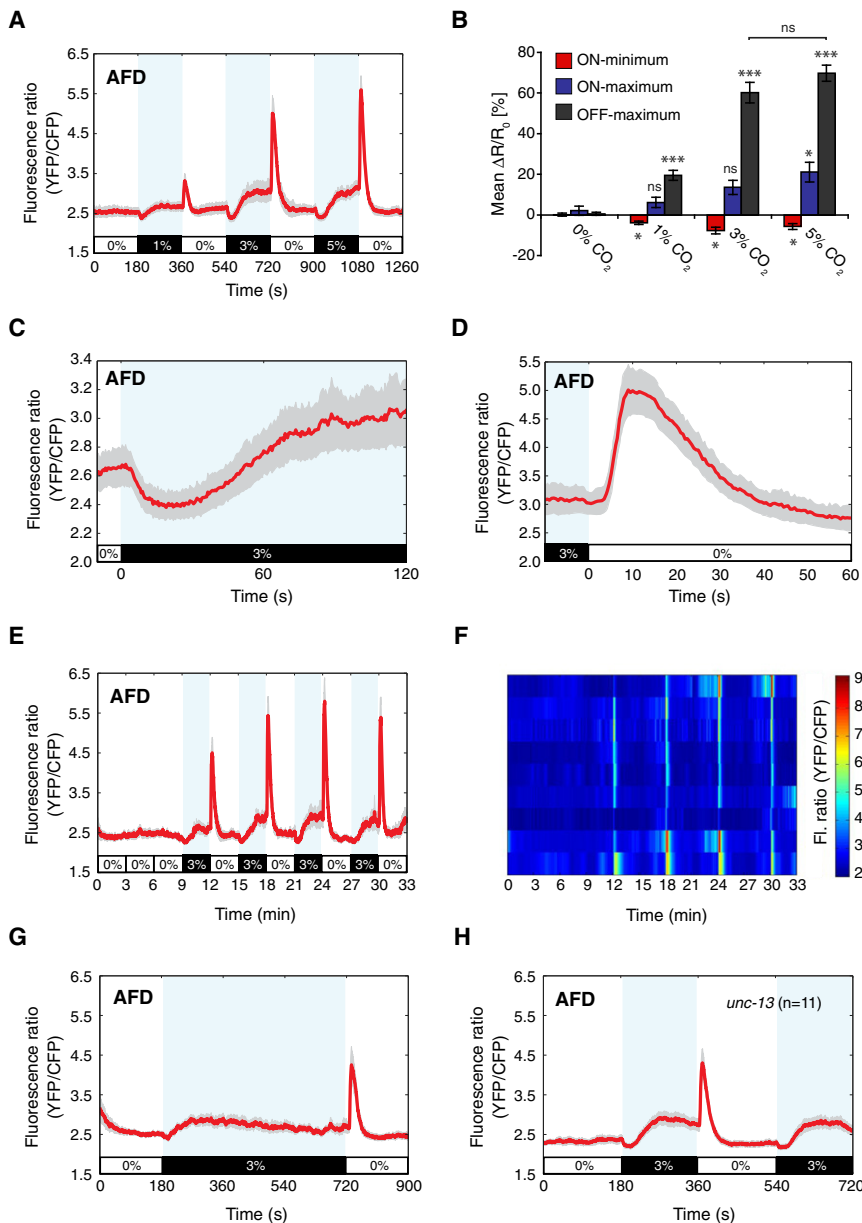 A
AFD
Fluorescence ratio
(YFP/CFP)
6.5
5.5
4.5
3.5
2.5
1.5
0% 1% 0% 3% 0% 5% 0%
0 180 360 540 720 900 1080 1260
Time (s)
B
ns
ON-minimum
ON-maximum
OFF-maximum
Mean ΔR/R0 [%]
80
60
40
20
0
-20
*** *** ***
ns ns *
* * *
0% CO2 1% CO2 3% CO2 5% CO2
C
AFD
Fluorescence ratio
(YFP/CFP)
3.4
3.2
3.0
2.8
2.6
2.4
2.2
2.0
0% 3%
0 60 120
Time (s)
D
AFD
Fluorescence ratio
(YFP/CFP)
5.5
5.0
4.5
4.0
3.5
3.0
2.5
2.0
3% 0%
0 10 20 30 40 50 60
Time (s)
E
AFD
Fluorescence ratio
(YFP/CFP)
6.5
5.5
4.5
3.5
2.5
1.5
0% 0% 0% 3% 0% 3% 0% 3% 0% 3% 0%
0 3 6 9 12 15 18 21 24 27 30 33
Time (min)
F
0 3 6 9 12 15 18 21 24 27 30 33
Time (min)
9
8
7
6
5
4
3
2
Fl. ratio (YFP/CFP)
G
AFD
Fluorescence ratio
(YFP/CFP)
6.5
5.5
4.5
3.5
2.5
1.5
0% 3% 0%
0 180 360 540 720 900
Time (s)
H
AFD
unc-13 (n=11)
Fluorescence ratio
(YFP/CFP)
6.5
5.5
4.5
3.5
2.5
1.5
0% 3% 0% 3%
0 180 360 540 720
Time (s)